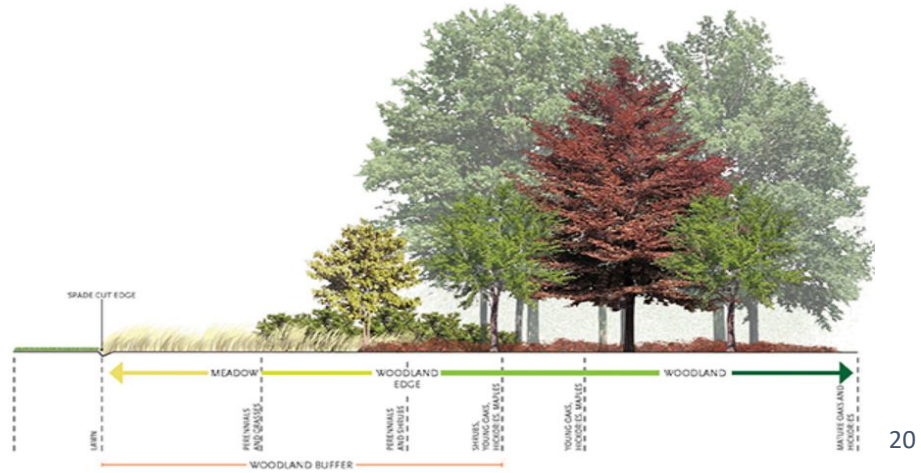 SPADE CUT EDGE
MEADOW
WOODLAND
EDGE
WOODLAND
LAWN
PERENNIALS
AND GRASSES
PERENNIALS
AND SHRUBS
SHRUBS,
YOUNG OAKS,
HICKORIES, MAPLES
YOUNG OAKS,
HICKORIES, MAPLES
MATURE OAKS AND
HICKORIES
WOODLAND BUFFER
20